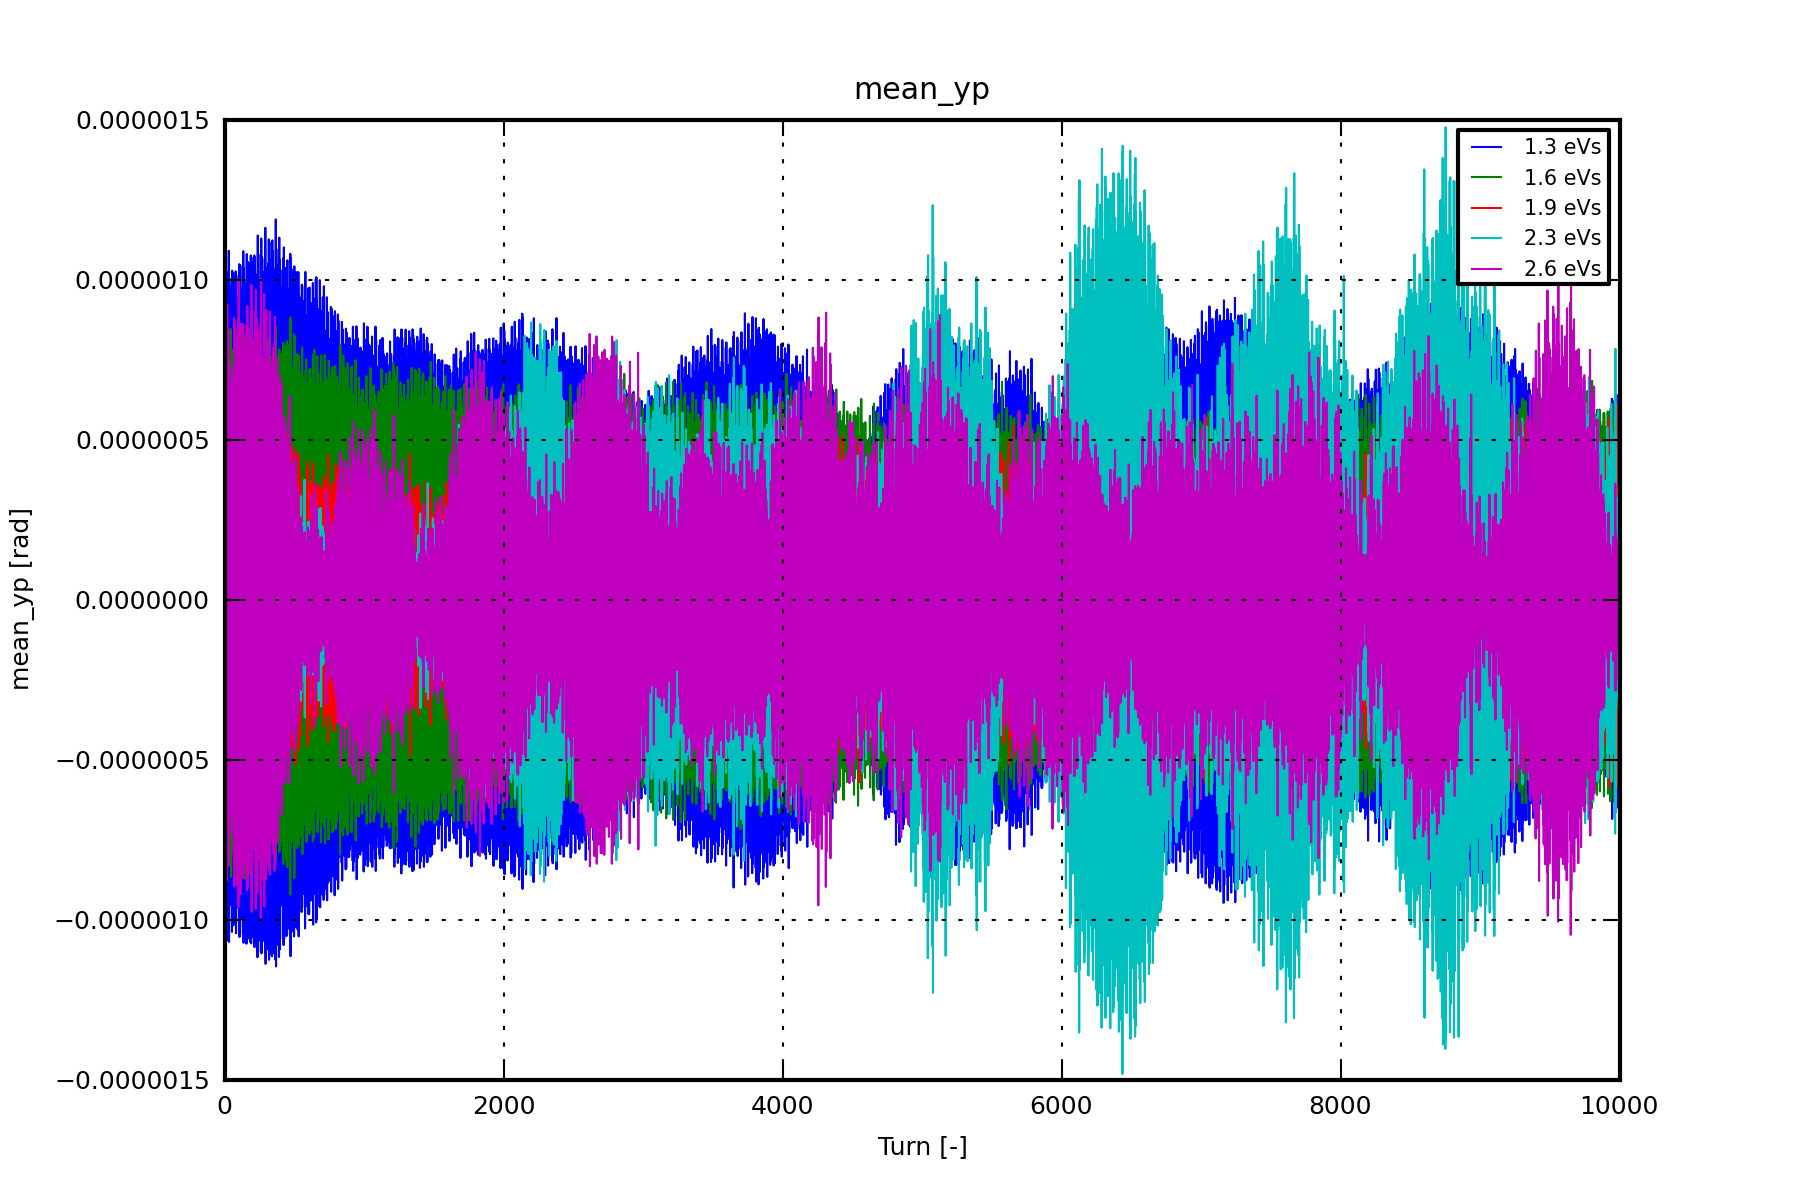 mean_yp
0.0000015
0.0000010
0.0000005
0.0000000
−0.0000005
−0.0000010
−0.0000015
mean_yp [rad]
1.3 eVs
1.6 eVs
1.9 eVs
2.3 eVs
2.6 eVs
0 2000 4000 6000 8000 10000
Turn [-]